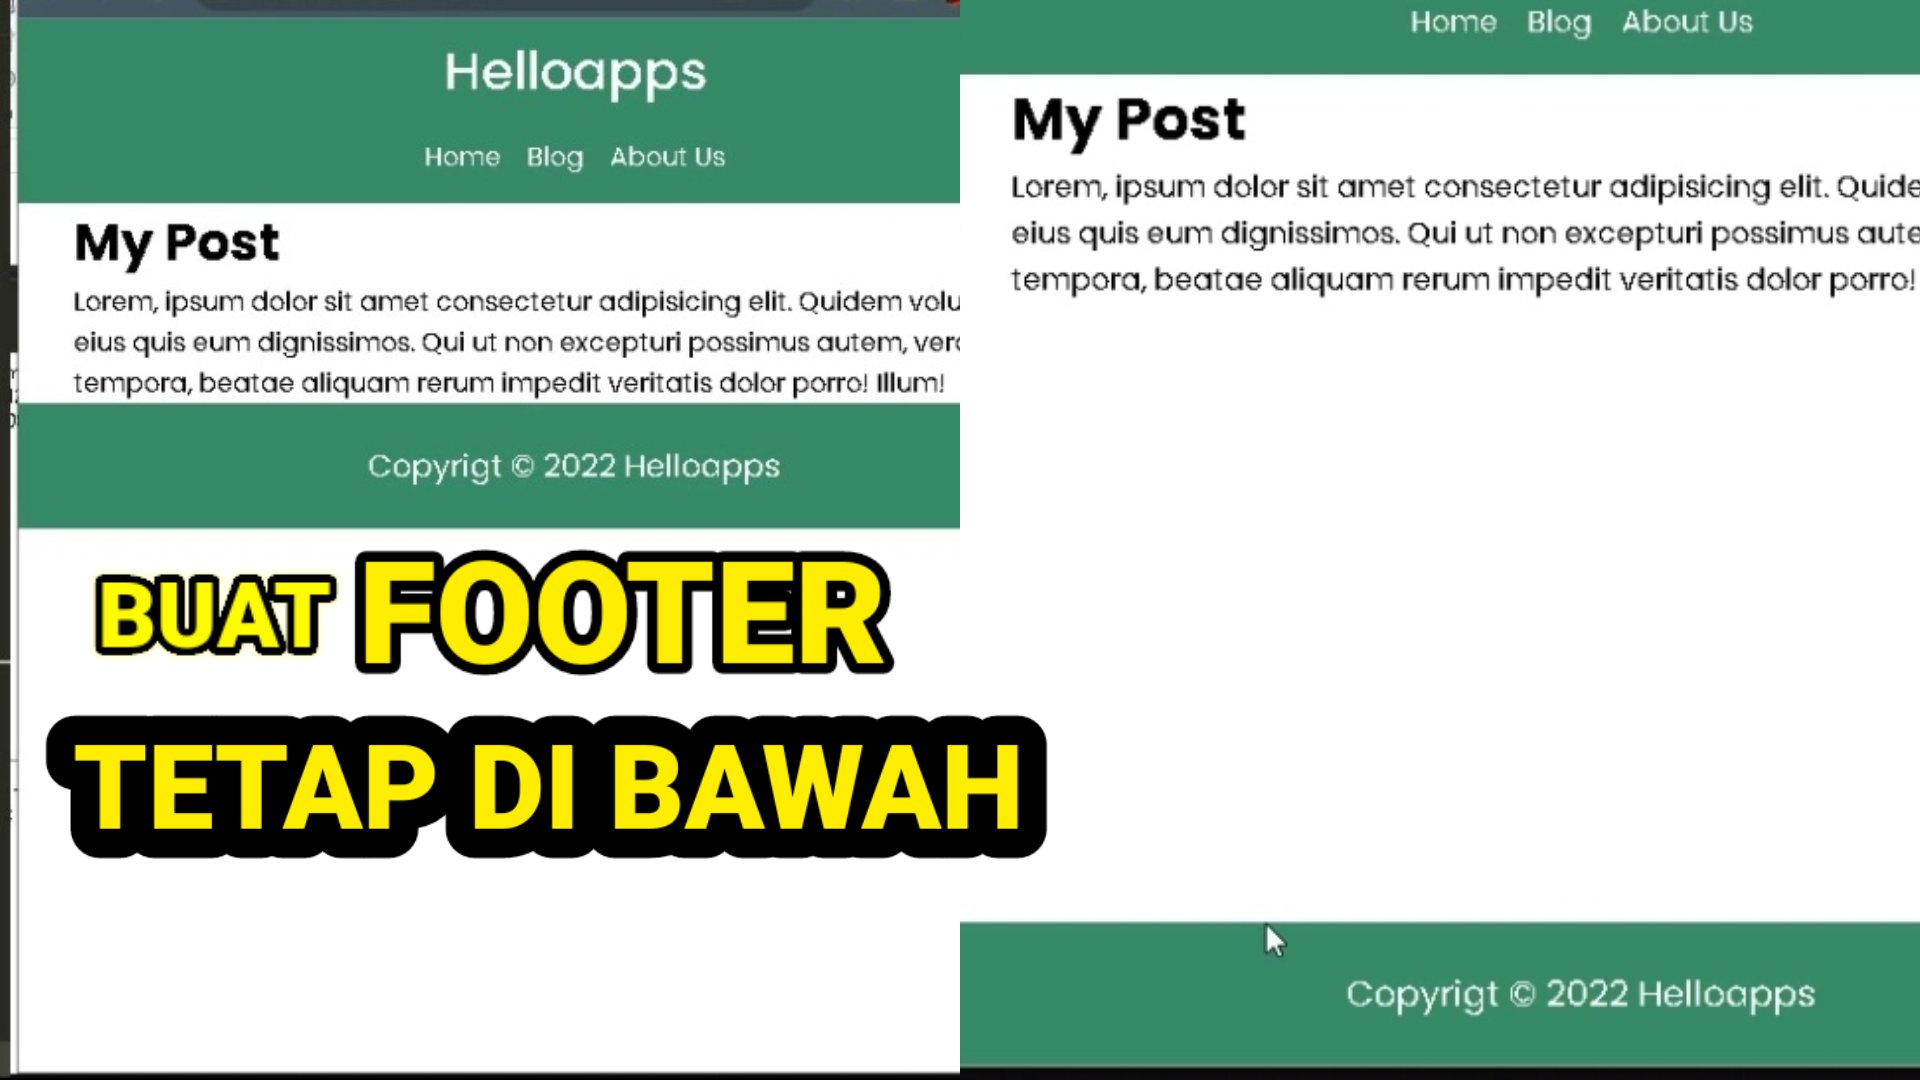 Helloapps
Home Blog About Us
My Post
Lorem, ipsum dolor sit amet consectetur adipisicing elit. Quidem volu
eius quis eum dignissimos. Qui ut non excepturi possimus autem, vero
tempora, beatae aliquam rerum impedit veritatis dolor porro! Illum!
Copyrigt © 2022 Helloapps
BUAT FOOTER
TETAP DI BAWAH
Home Blog About Us
My Post
Lorem, ipsum dolor sit amet consectetur adipisicing elit. Quide
eius quis eum dignissimos. Qui ut non excepturi possimus aute
tempora, beatae aliquam rerum impedit veritatis dolor porro!
Copyrigt © 2022 Helloapps